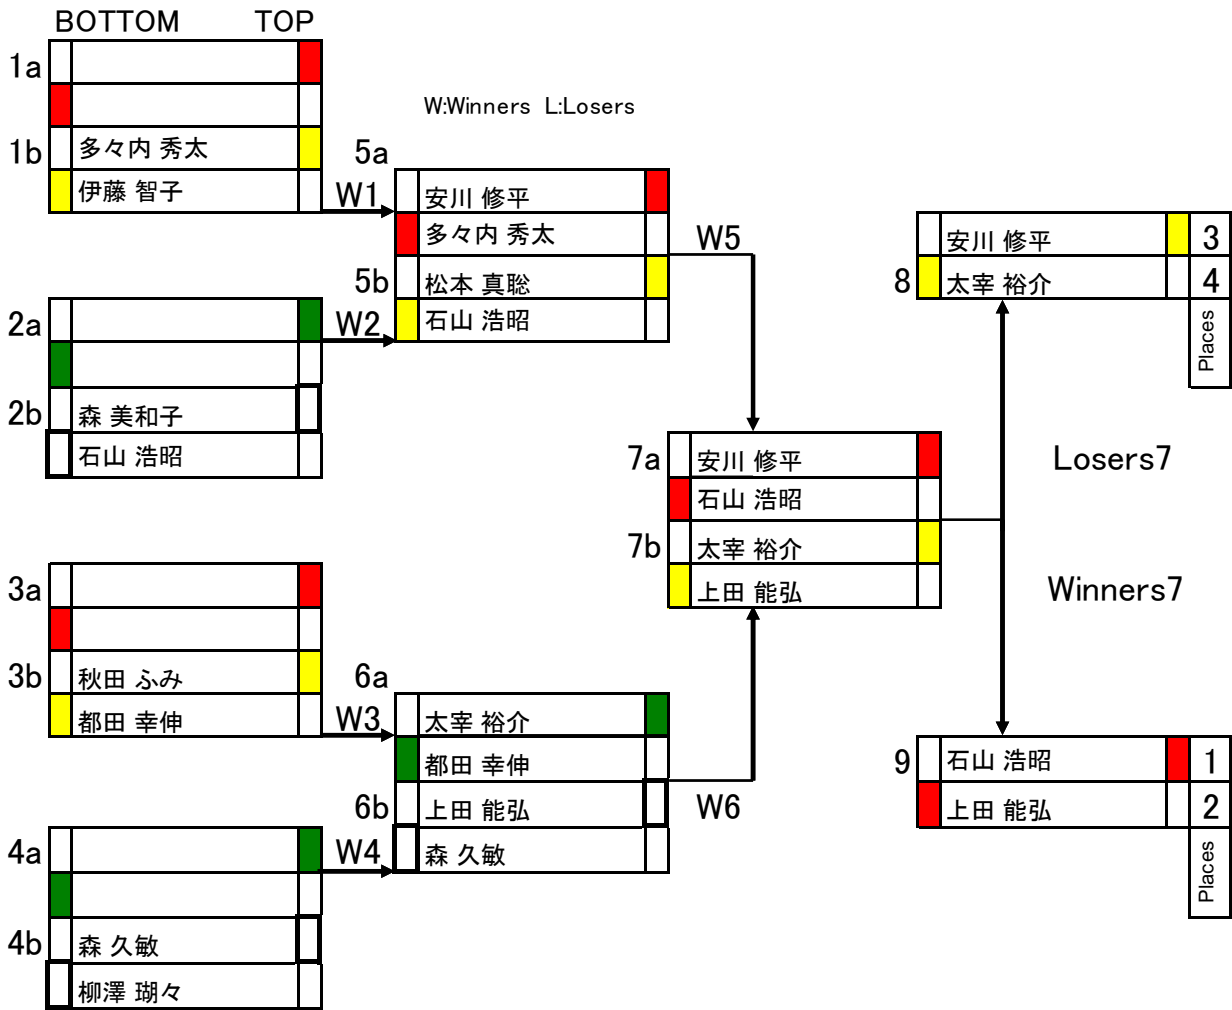 BOTTOM TOP
1a
W:Winners L:Losers
1b 多々内 秀太
伊藤 智子
W1
5a
安川 修平
多々内 秀太
5b 松本 真聡
石山 浩昭
W5
2a
W2
2b 森 美和子
石山 浩昭
安川 修平 3
8 太宰 裕介 4
Places
7a 安川 修平
石山 浩昭
7b 太宰 裕介
上田 能弘
Losers7
Winners7
3a
3b 秋田 ふみ
都田 幸伸
W3
6a
太宰 裕介
都田 幸伸
6b 上田 能弘
森 久敏
W6
4a
W4
4b 森 久敏
柳澤 瑚々
9 石山 浩昭 1
上田 能弘 2
Places